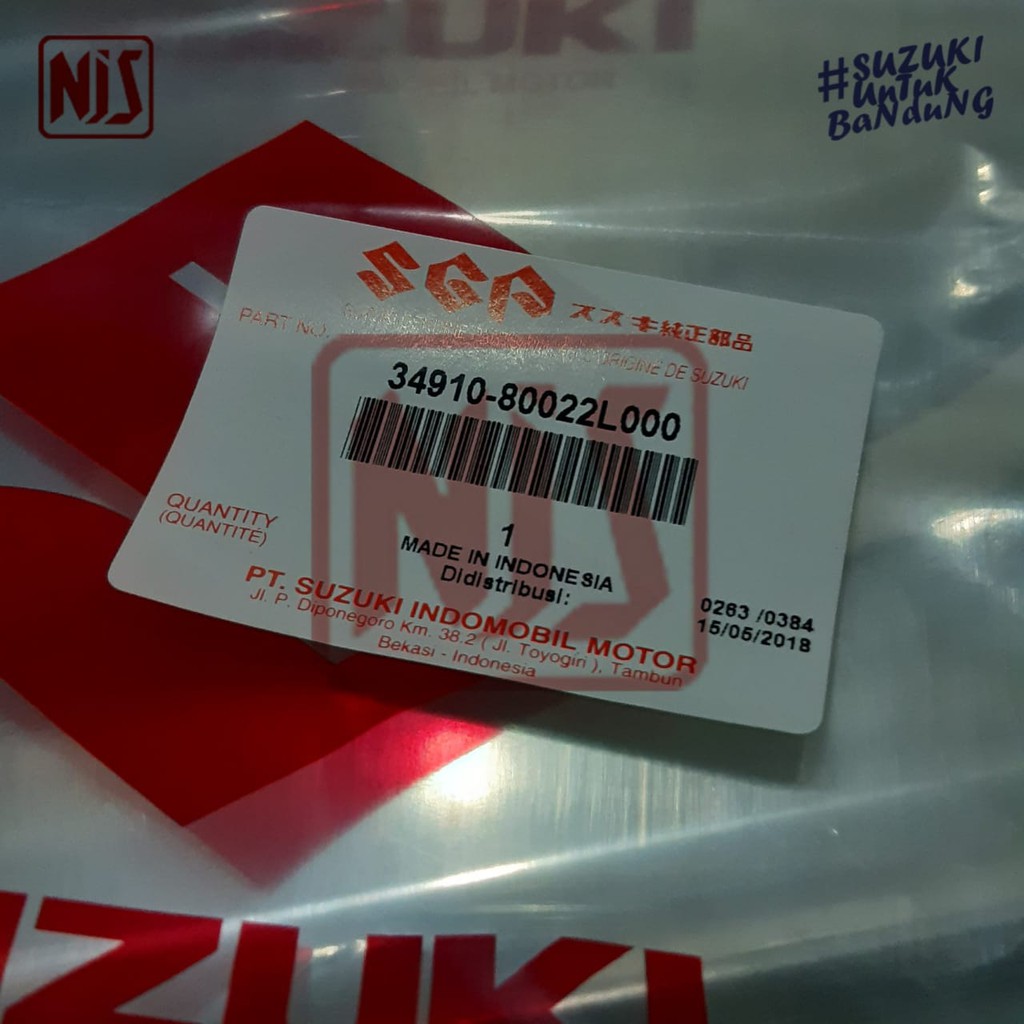 NJS
#SUZUKI
UnTuK
BaNduNG
SUZUKI
SGP スズキ純正部品
PART NO.
ORIGINE DE SUZUKI
34910-80022L000
QUANTITY
(QUANTITÉ)
1
MADE IN INDONESIA
Didistribusi:
0263 /0384
15/05/2018
PT. SUZUKI INDOMOBIL MOTOR
Jl. P. Diponegoro Km. 38.2 ( Jl. Toyogiri ), Tambun
Bekasi - Indonesia
NJS
ZUKI